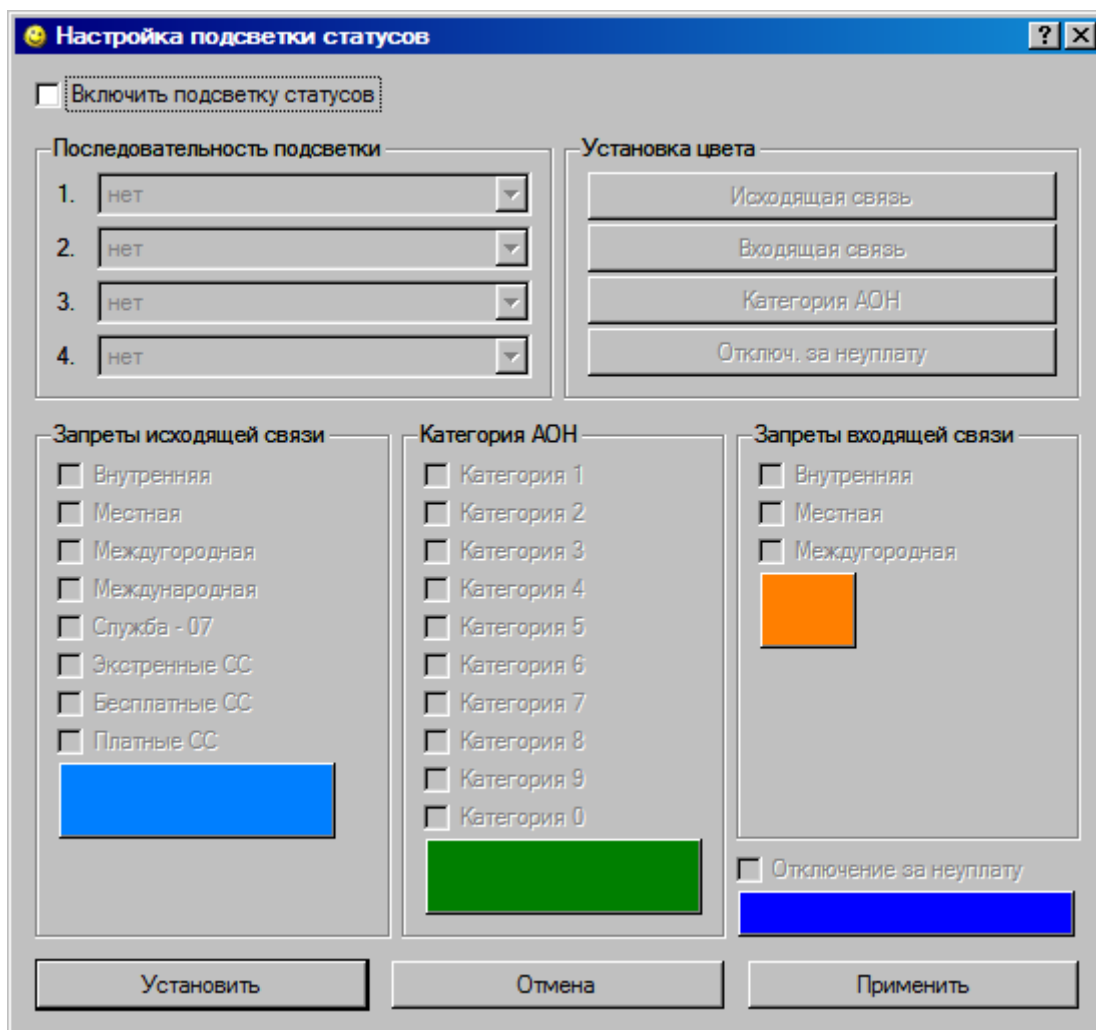 Настройка подсветки статусов
Включить подсветку статусов
Последовательность подсветки
1. нет
2. нет
3. нет
4. нет
Установка цвета
Исходящая связь
Входящая связь
Категория АОН
Отключ. за неуплату
Запреты исходящей связи
Внутренняя
Местная
Междугородная
Международная
Служба - 07
Экстренные СС
Бесплатные СС
Платные СС
Категория АОН
Категория 1
Категория 2
Категория 3
Категория 4
Категория 5
Категория 6
Категория 7
Категория 8
Категория 9
Категория 0
Запреты входящей связи
Внутренняя
Местная
Междугородная
Отключение за неуплату
Установить
Отмена
Применить